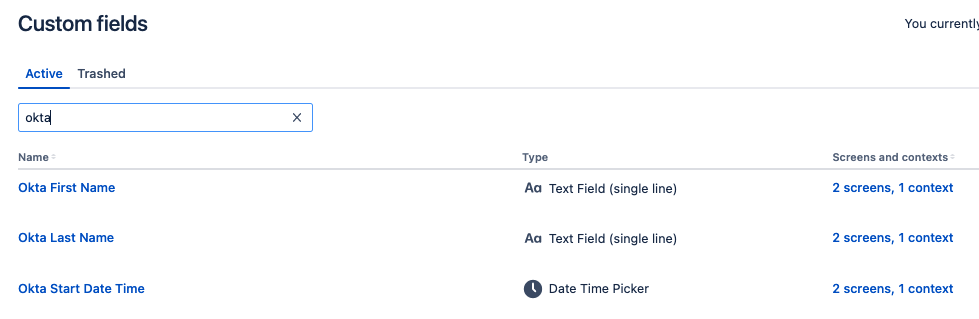 Custom fields
You currently
Active Trashed
okta
Name Type Screens and contexts
Okta First Name Aa Text Field (single line) 2 screens, 1 context
Okta Last Name Aa Text Field (single line) 2 screens, 1 context
Okta Start Date Time Date Time Picker 2 screens, 1 context